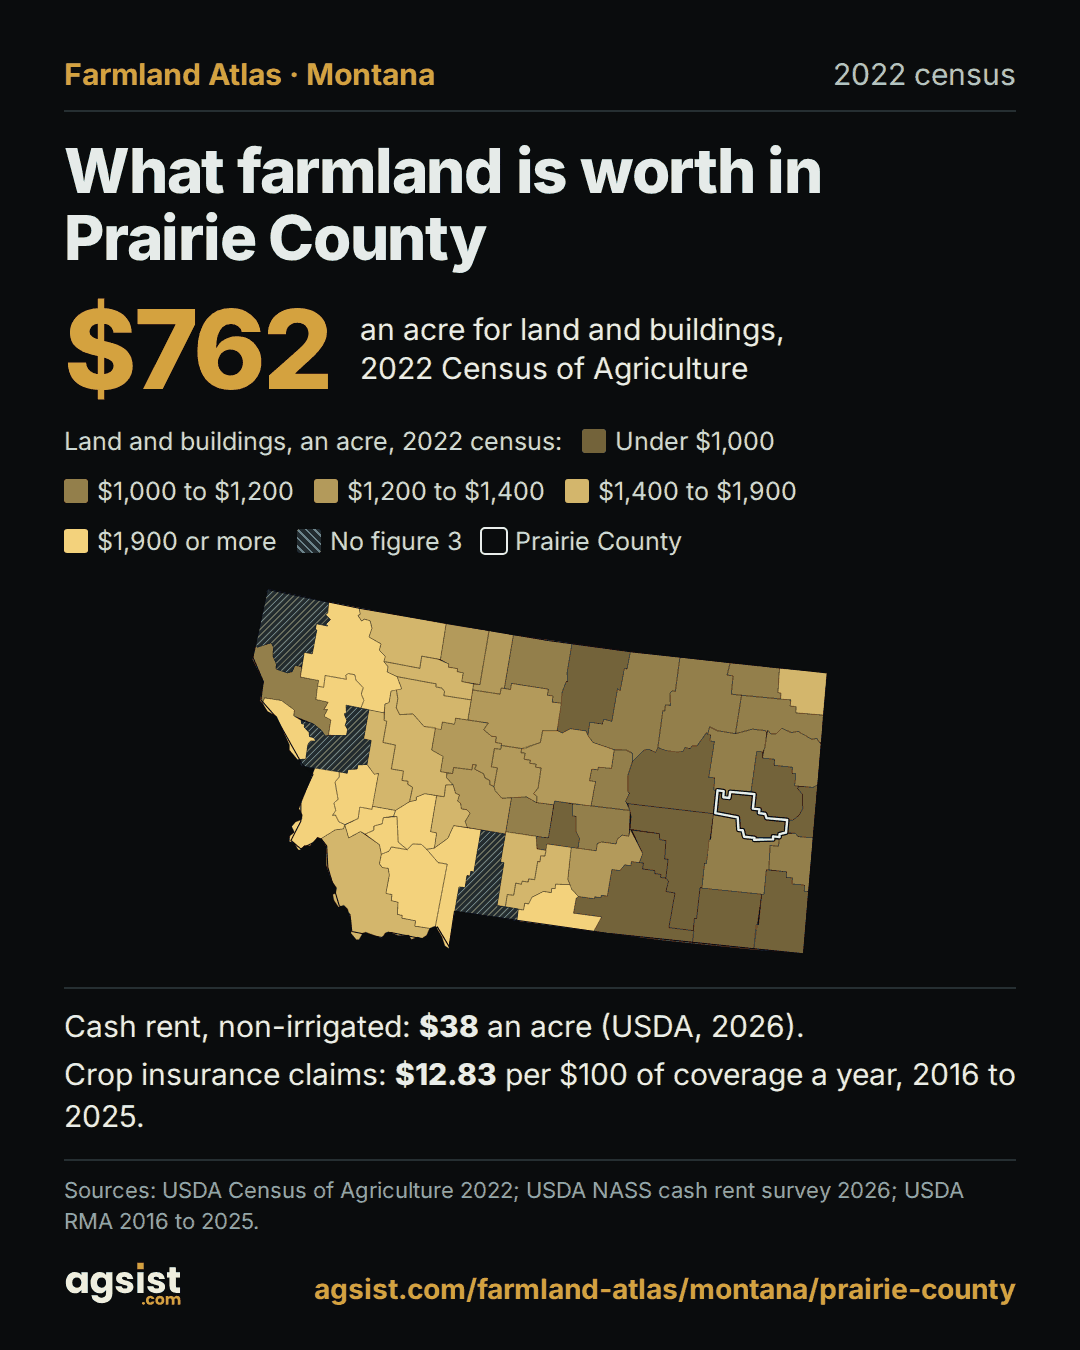 Farmland Atlas · Montana
2022 census
What farmland is worth in
Prairie County
$762
an acre for land and buildings,
2022 Census of Agriculture
Land and buildings, an acre, 2022 census:
Under $1,000
$1,000 to $1,200
$1,200 to $1,400
$1,400 to $1,900
$1,900 or more
No figure 3
Prairie County
Cash rent, non-irrigated: $38 an acre (USDA, 2026).
Crop insurance claims: $12.83 per $100 of coverage a year, 2016 to
2025.
Sources: USDA Census of Agriculture 2022; USDA NASS cash rent survey 2026; USDA
RMA 2016 to 2025.
agsist
.com
agsist.com/farmland-atlas/montana/prairie-county